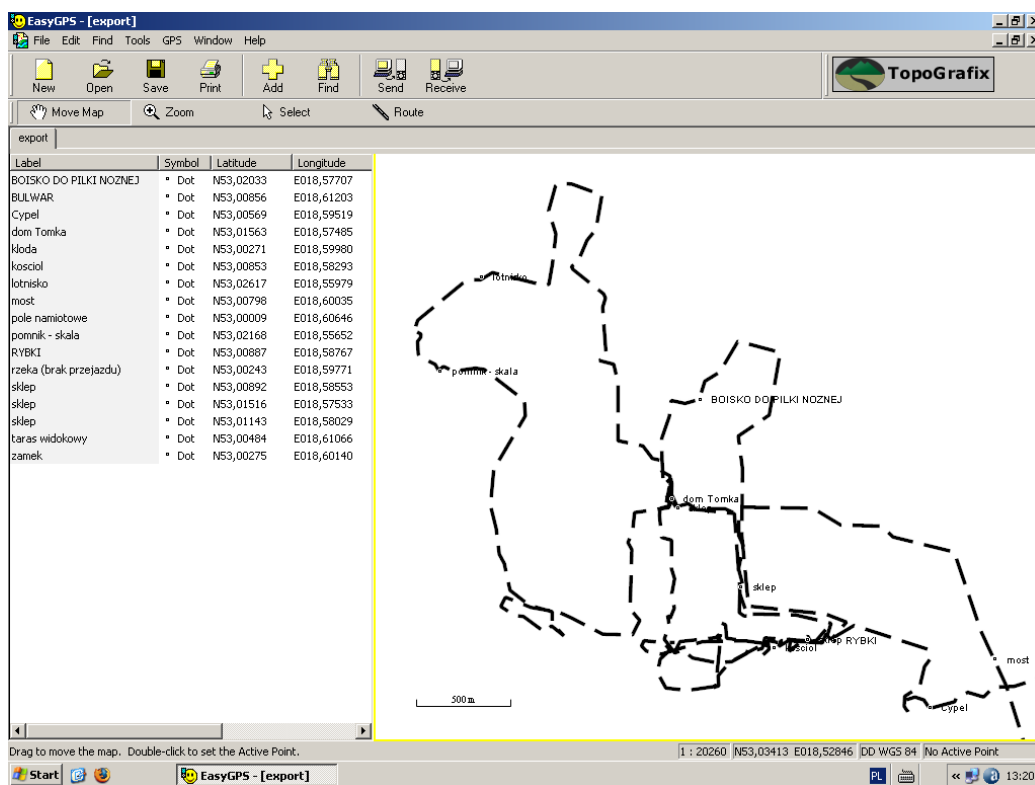 EasyGPS - [export]
File Edit Find Tools GPS Window Help
New Open Save Print Add Find Send Receive
TopoGrafix
Move Map Zoom Select Route
export
Label Symbol Latitude Longitude
BOISKO DO PILKI NOZNEJ Dot N53,02033 E018,57707
BULWAR Dot N53,00856 E018,61203
Cypel Dot N53,00569 E018,59519
dom Tomka Dot N53,01563 E018,57485
kloda Dot N53,00271 E018,59980
kosciol Dot N53,00853 E018,58293
lotnisko Dot N53,02617 E018,55979
most Dot N53,00798 E018,60035
pole namiotowe Dot N53,00009 E018,60646
pomnik - skala Dot N53,02168 E018,55652
RYBKI Dot N53,00887 E018,58767
rzeka (brak przejazdu) Dot N53,00243 E018,59771
sklep Dot N53,00892 E018,58553
sklep Dot N53,01516 E018,57533
sklep Dot N53,01143 E018,58029
taras widokowy Dot N53,00484 E018,61066
zamek Dot N53,00275 E018,60140
lotnisko
pomnik - skala
BOISKO DO PILKI NOZNEJ
dom Tomka
sklep
sklep
sklep RYBKI
kosciol
most
500 m
Cypel
Drag to move the map. Double-click to set the Active Point.
1 : 20260 N53,03413 E018,52846 DD WGS 84 No Active Point
Start EasyGPS - [export] PL « 13:20